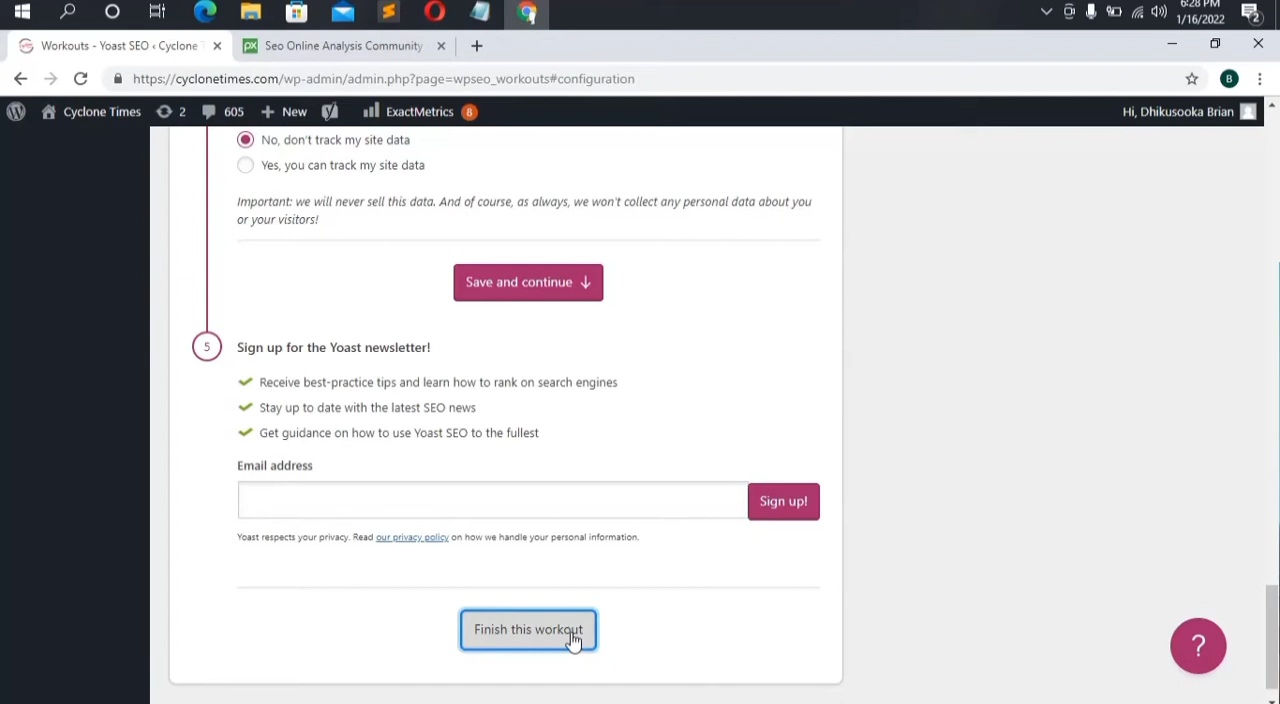 6:28 PM
1/16/2022
2
Workouts - Yoast SEO ‹ Cyclone T
Seo Online Analysis Community
https://cyclonetimes.com/wp-admin/admin.php?page=wpseo_workouts#configuration
B
Cyclone Times 2 605 New ExactMetrics 8 Hi, Dhikusooka Brian
No, don't track my site data
Yes, you can track my site data
Important: we will never sell this data. And of course, as always, we won't collect any personal data about you
or your visitors!
Save and continue ↓
5 Sign up for the Yoast newsletter!
Receive best-practice tips and learn how to rank on search engines
Stay up to date with the latest SEO news
Get guidance on how to use Yoast SEO to the fullest
Email address
Sign up!
Yoast respects your privacy. Read our privacy policy on how we handle your personal information.
Finish this workout
?